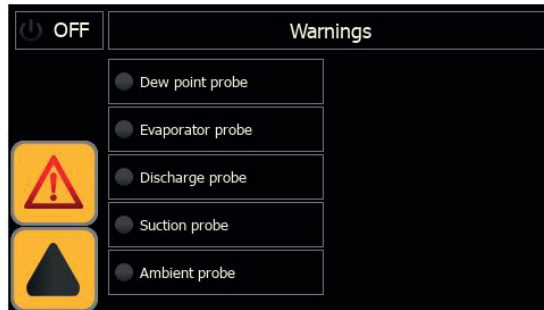 OFF
Warnings
Dew point probe
Evaporator probe
Discharge probe
Suction probe
Ambient probe